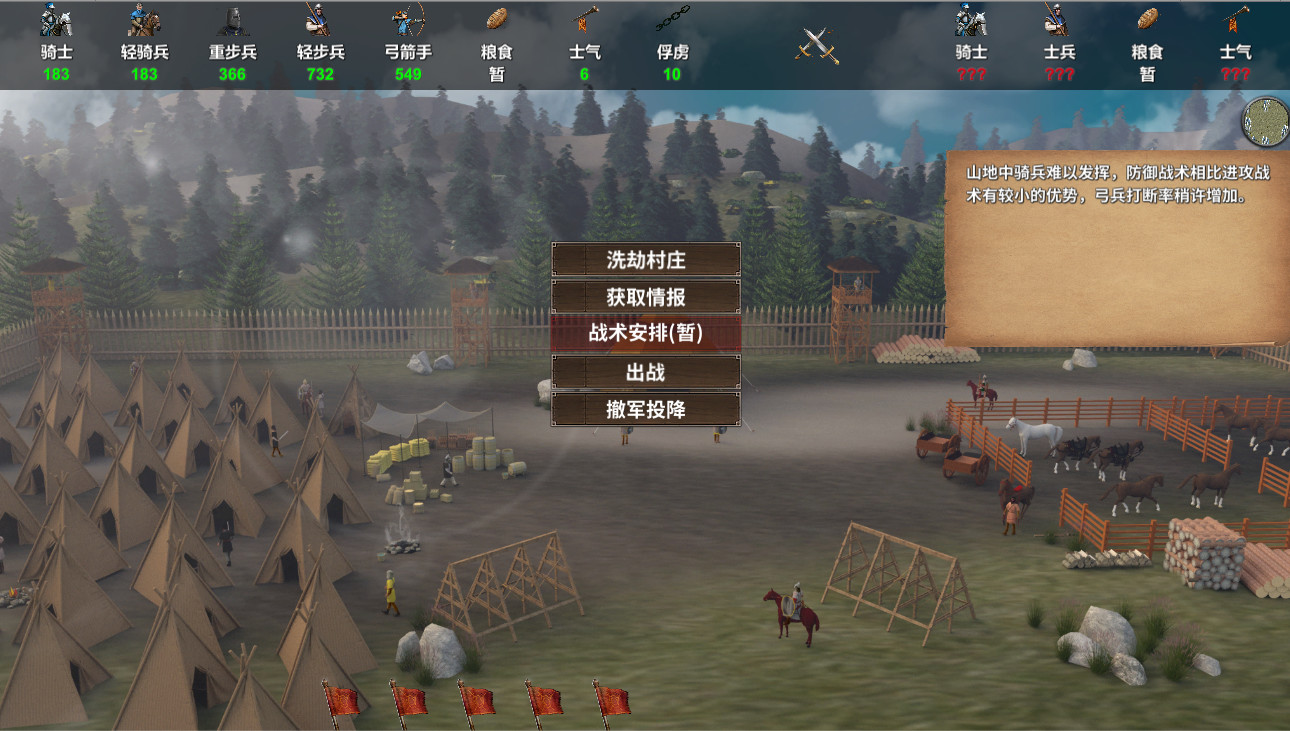 骑士 轻骑兵 重步兵 轻步兵 弓箭手 粮食 士气 俘虏 骑士 士兵 粮食 士气
183 183 366 732 549 暂 6 10 ??? ??? 暂 ???
山地中骑兵难以发挥，防御战术相比进攻战
术有较小的优势，弓兵打断率稍许增加。
洗劫村庄
获取情报
战术安排(暂)
出战
撤军投降